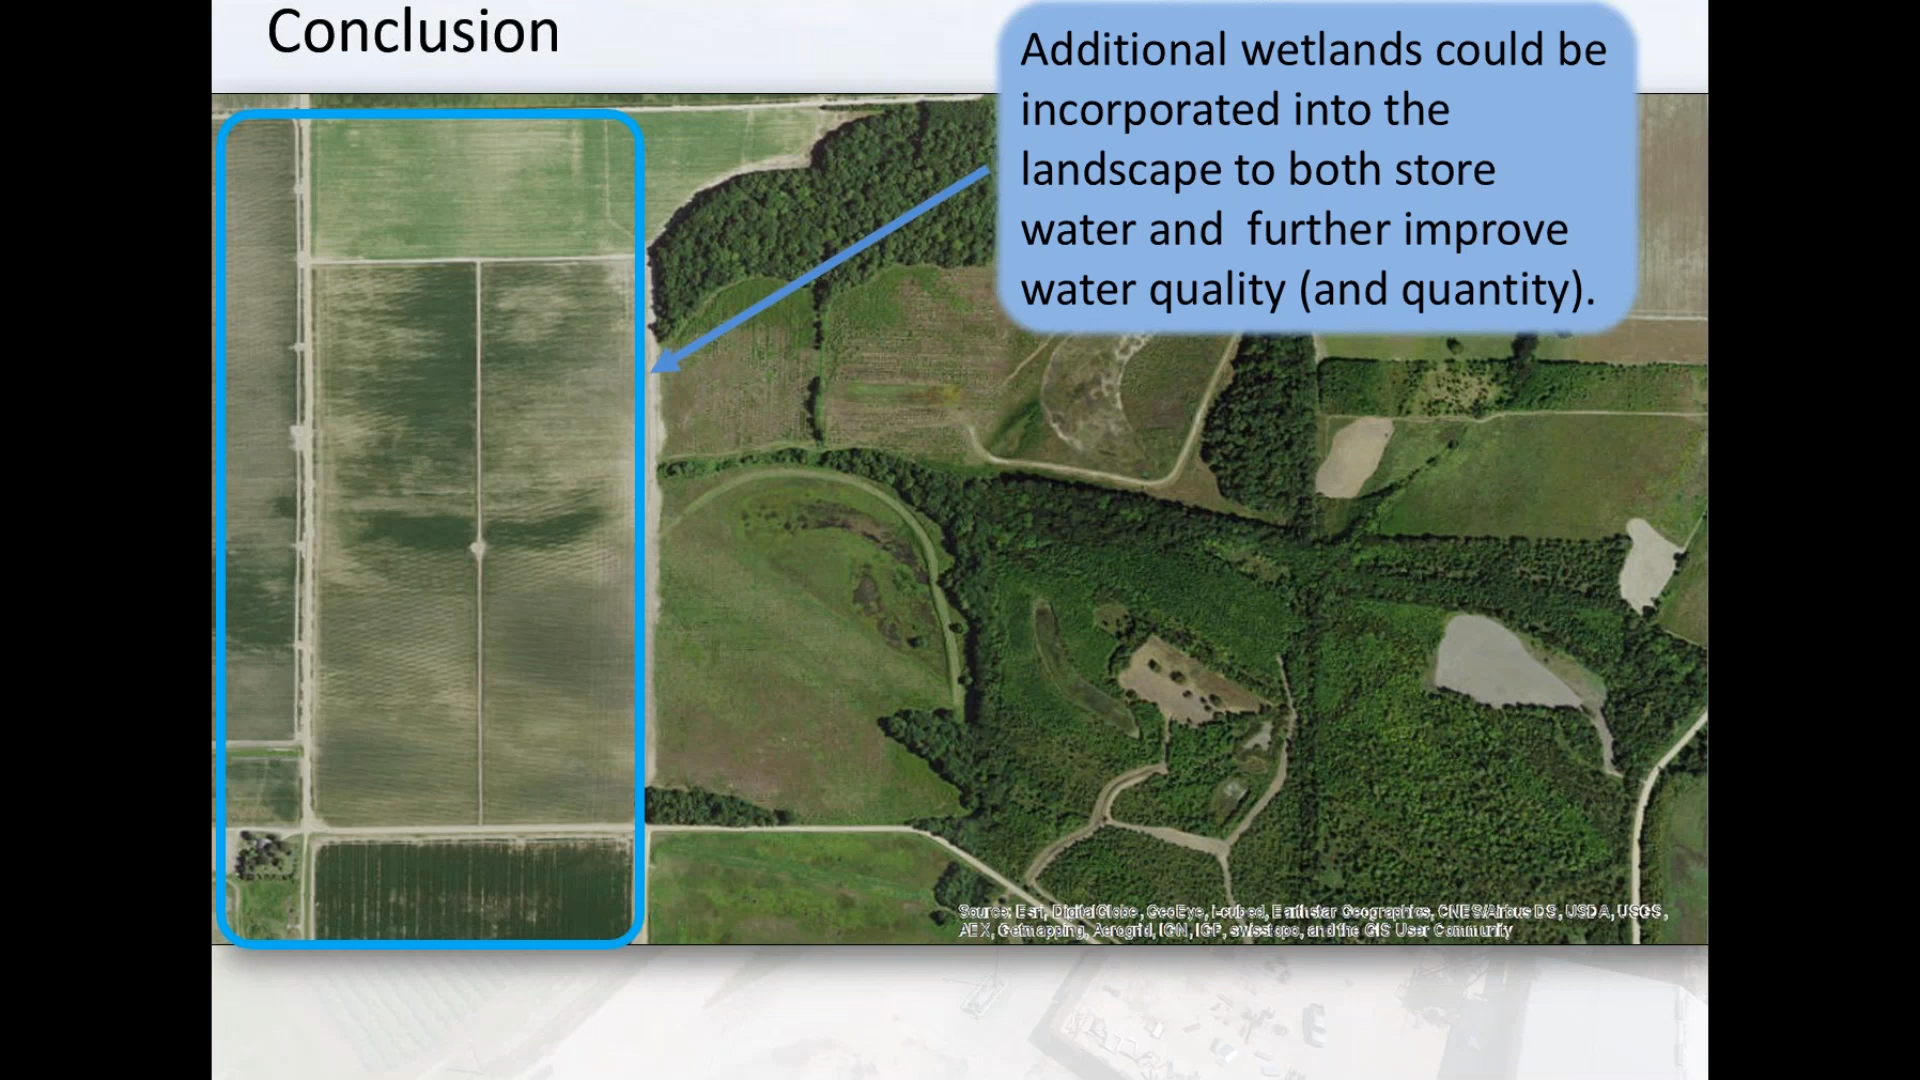 Conclusion
Additional wetlands could be
incorporated into the
landscape to both store
water and  further improve
water quality (and quantity).
Source: Esri, DigitalGlobe, GeoEye, i-cubed, Earthstar Geographics, CNES/Airbus DS, USDA, USGS,
AEX, Getmapping, Aerogrid, IGN, IGP, swisstopo, and the GIS User Community